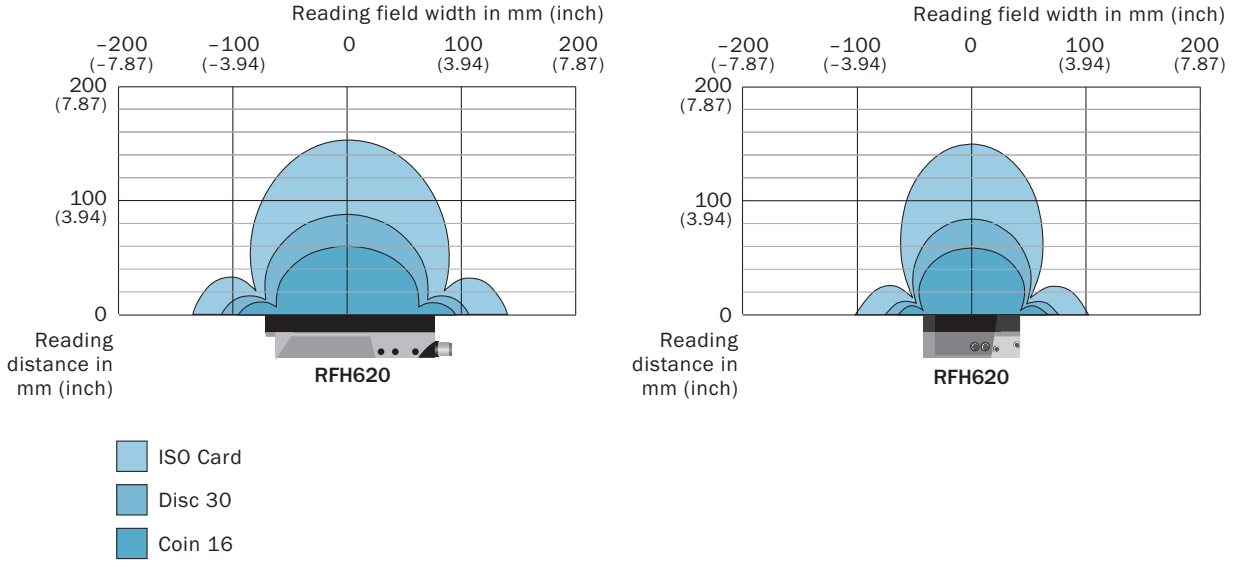 Reading field width in mm (inch)
–200 –100 0 100 200
(–7.87) (–3.94) (3.94) (7.87)
200
(7.87)
100
(3.94)
0
Reading
distance in
mm (inch)
RFH620
Reading field width in mm (inch)
–200 –100 0 100 200
(–7.87) (–3.94) (3.94) (7.87)
200
(7.87)
100
(3.94)
0
Reading
distance in
mm (inch)
RFH620
ISO Card
Disc 30
Coin 16